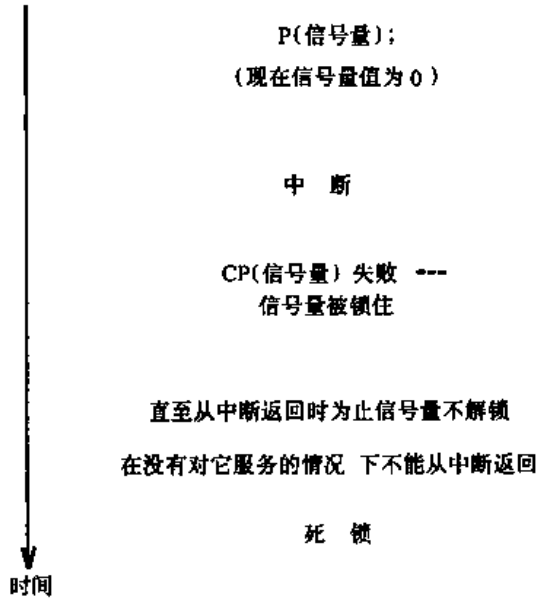 P(信号量);
(现在信号量值为0)
中 断
CP(信号量) 失败 ---
信号量被锁住
直至从中断返回时为止信号量不解锁
在没有对它服务的情况 下不能从中断返回
死 锁
时间